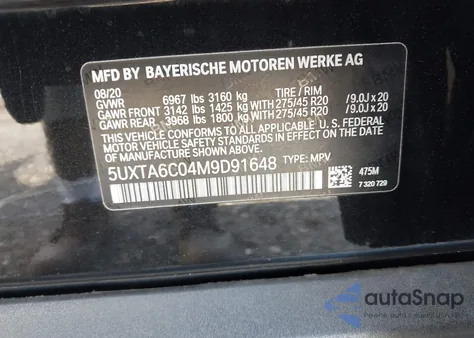 MFD BY BAYERISCHE MOTOREN WERKE AG
08/20 TIRE / RIM
GVWR 6967 lbs 3160 kg
GAWR FRONT 3142 lbs 1425 kg WITH 275/45 R20 / 9.0J x 20
GAWR REAR 3968 lbs 1800 kg WITH 275/45 R20 / 9.0J x 20
THIS VEHICLE CONFORMS TO ALL APPLICABLE U.S. FEDERAL
MOTOR VEHICLE SAFETY STANDARDS IN EFFECT ON THE DATE
OF MANUFACTURE SHOWN ABOVE.
5UXTA6C04M9D91648 TYPE: MPV
475M
7 320 729
autoSnap